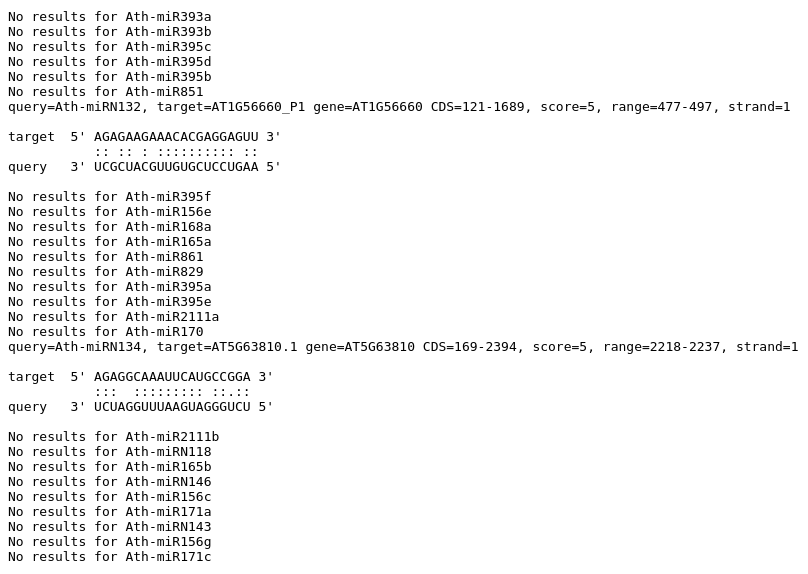 No results for Ath-miR393a
No results for Ath-miR393b
No results for Ath-miR395c
No results for Ath-miR395d
No results for Ath-miR395b
No results for Ath-miR851
query=Ath-miRN132, target=AT1G56660_P1 gene=AT1G56660 CDS=121-1689, score=5, range=477-497, strand=1
target  5' AGAGAAGAAACACGAGGAGUU 3'
           :: :: : :::::::::: ::
query   3' UCGCUACGUUGUGCUCCUGAA 5'
No results for Ath-miR395f
No results for Ath-miR156e
No results for Ath-miR168a
No results for Ath-miR165a
No results for Ath-miR861
No results for Ath-miR829
No results for Ath-miR395a
No results for Ath-miR395e
No results for Ath-miR2111a
No results for Ath-miR170
query=Ath-miRN134, target=AT5G63810.1 gene=AT5G63810 CDS=169-2394, score=5, range=2218-2237, strand=1
target  5' AGAGGCAAAUUCAUGCCGGA 3'
           :::  ::::::::: ::.::
query   3' UCUAGGUUUAAGUAGGGUCU 5'
No results for Ath-miR2111b
No results for Ath-miRN118
No results for Ath-miR165b
No results for Ath-miRN146
No results for Ath-miR156c
No results for Ath-miR171a
No results for Ath-miRN143
No results for Ath-miR156g
No results for Ath-miR171c